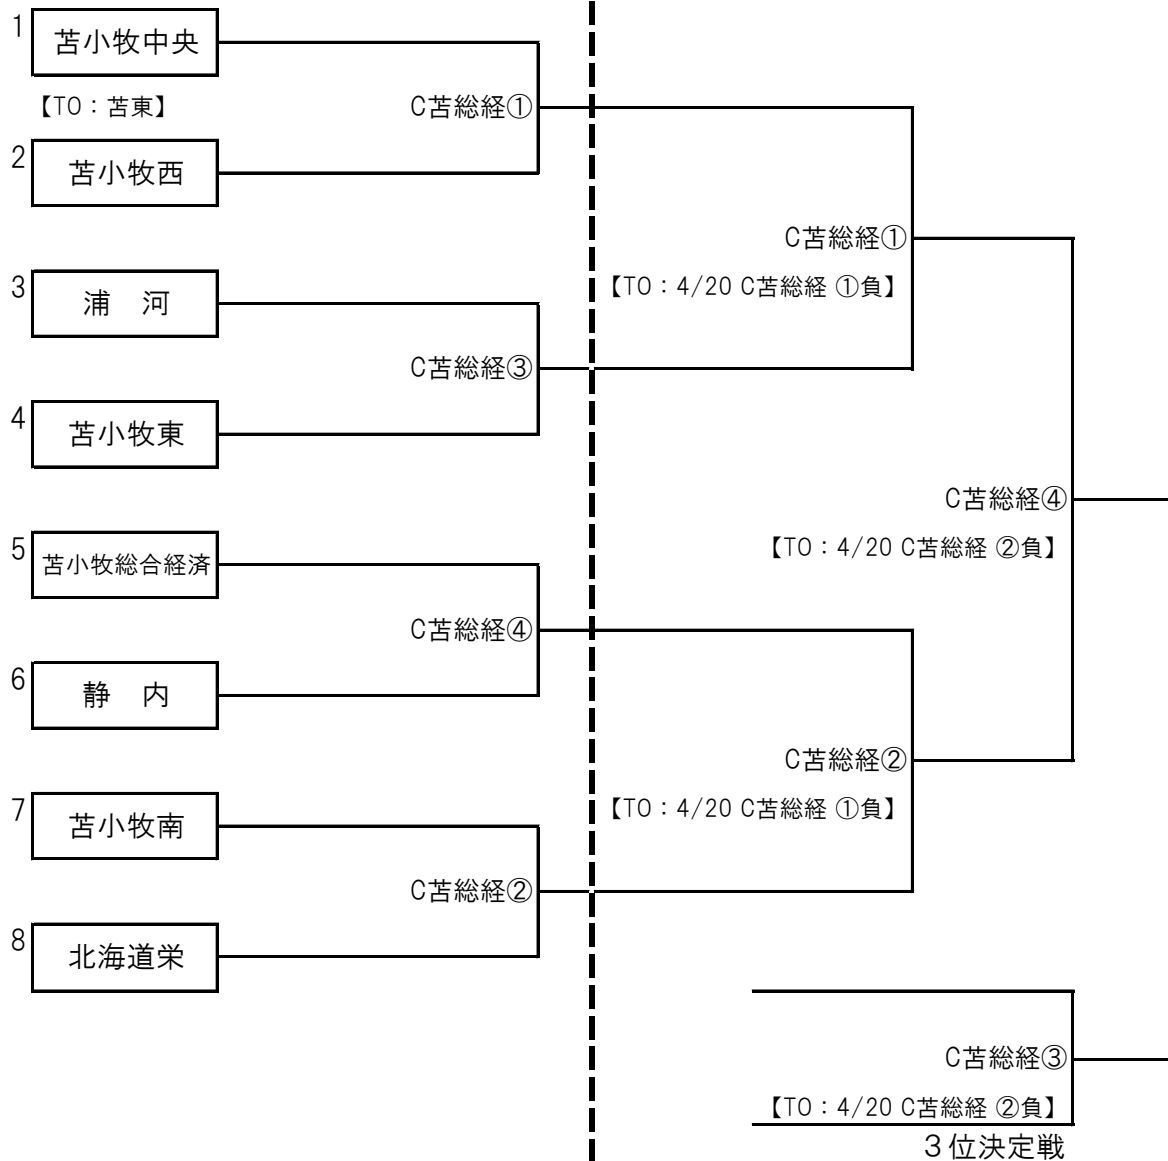 1
苫小牧中央
【TO：苫東】
C苫総経①
2
苫小牧西
C苫総経①
【TO：4/20 C苫総経 ①負】
3
浦　河
C苫総経③
4
苫小牧東
C苫総経④
【TO：4/20 C苫総経 ②負】
5
苫小牧総合経済
C苫総経④
6
静　内
C苫総経②
【TO：4/20 C苫総経 ①負】
7
苫小牧南
C苫総経②
8
北海道栄
C苫総経③
【TO：4/20 C苫総経 ②負】
３位決定戦